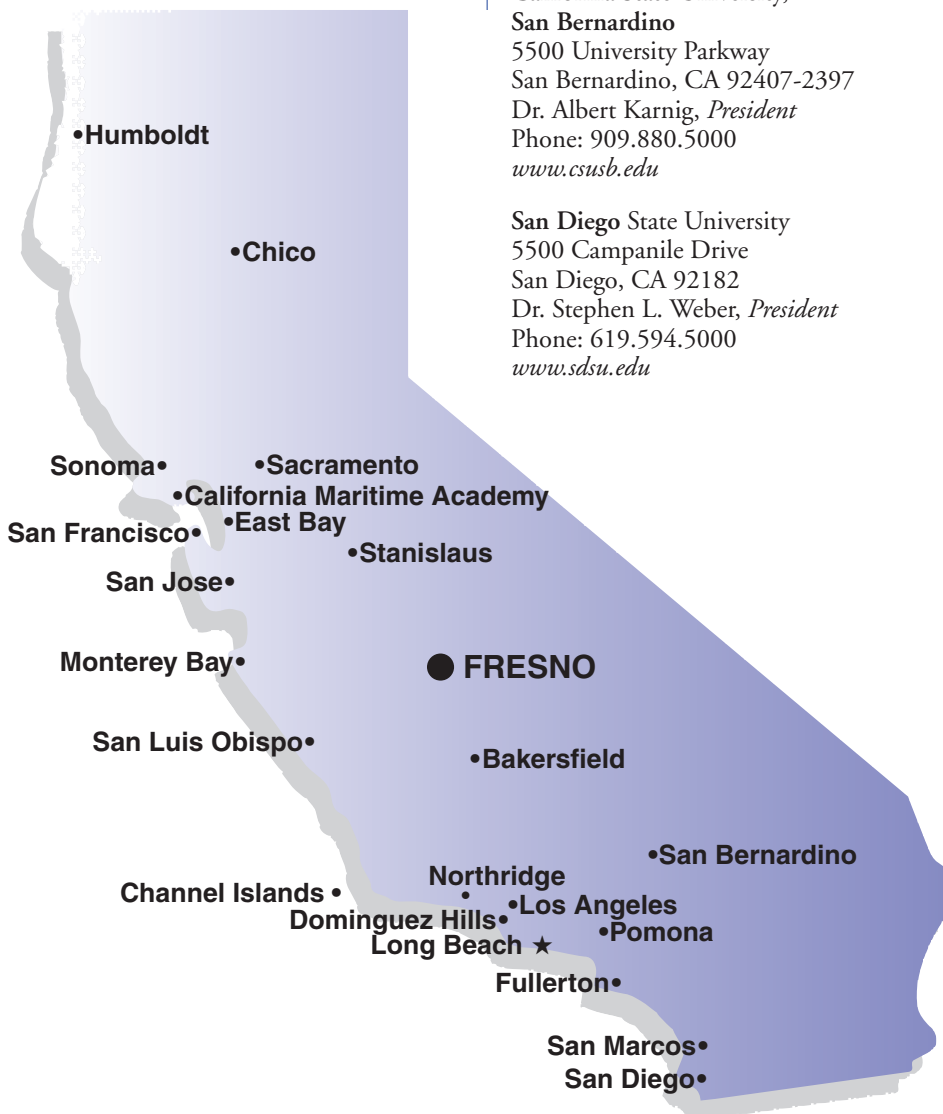 San Bernardino
5500 University Parkway
San Bernardino, CA 92407-2397
Dr. Albert Karnig, President
Phone: 909.880.5000
www.csusb.edu
San Diego State University
5500 Campanile Drive
San Diego, CA 92182
Dr. Stephen L. Weber, President
Phone: 619.594.5000
www.sdsu.edu
•Humboldt
•Chico
Sonoma•
•Sacramento
•California Maritime Academy
•East Bay
San Francisco•
•Stanislaus
San Jose•
Monterey Bay•
● FRESNO
San Luis Obispo•
•Bakersfield
•San Bernardino
Northridge
Channel Islands •
•Los Angeles
Dominguez Hills•
•Pomona
Long Beach ★
Fullerton•
San Marcos•
San Diego•